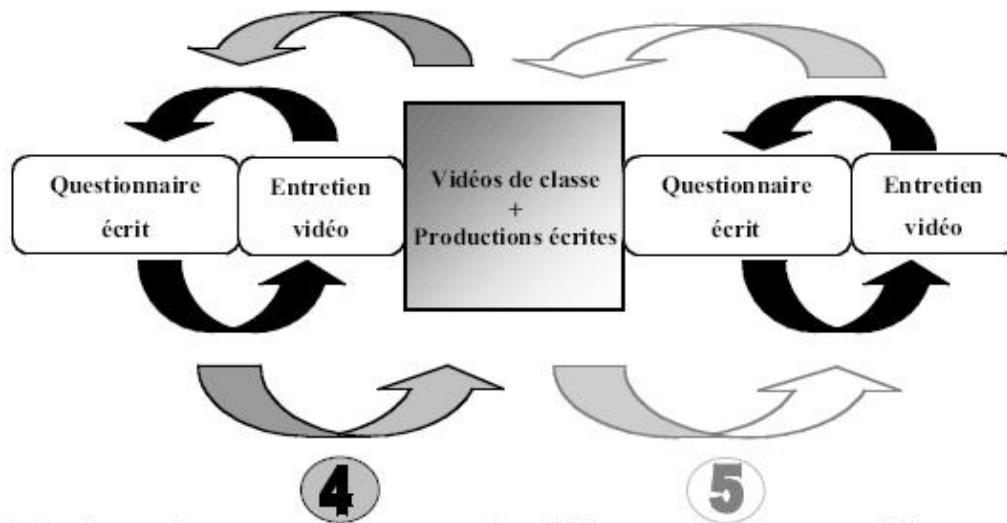 Questionnaire
écrit
Entretien
vidéo
Vidéos de classe
+
Productions écrites
Questionnaire
écrit
Entretien
vidéo
4
5